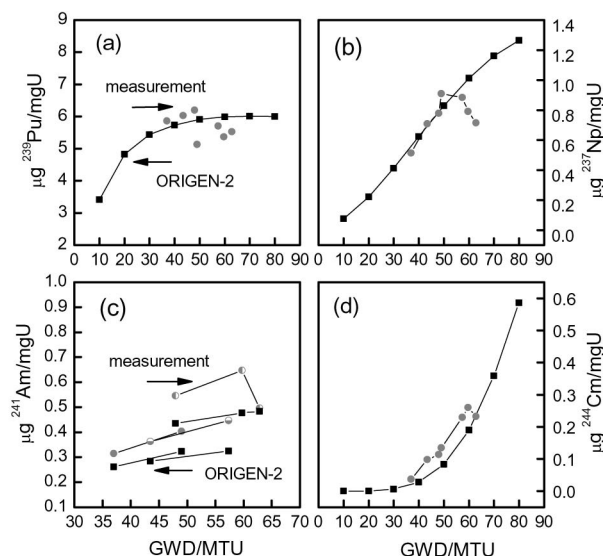 (a)
measurement
ORIGEN-2
µg ²³⁹Pu/mgU
9
8
7
6
5
4
3
2
0 10 20 30 40 50 60 70 80 90
(b)
µg ²³⁷Np/mgU
1.4
1.2
1.0
0.8
0.6
0.4
0.2
0.0
0 10 20 30 40 50 60 70 80 90
(c)
measurement
ORIGEN-2
µg ²⁴¹Am/mgU
1.0
0.9
0.8
0.7
0.6
0.5
0.4
0.3
0.2
0.1
30 35 40 45 50 55 60 65 70
GWD/MTU
(d)
µg ²⁴⁴Cm/mgU
0.6
0.5
0.4
0.3
0.2
0.1
0.0
0 10 20 30 40 50 60 70 80 90
GWD/MTU